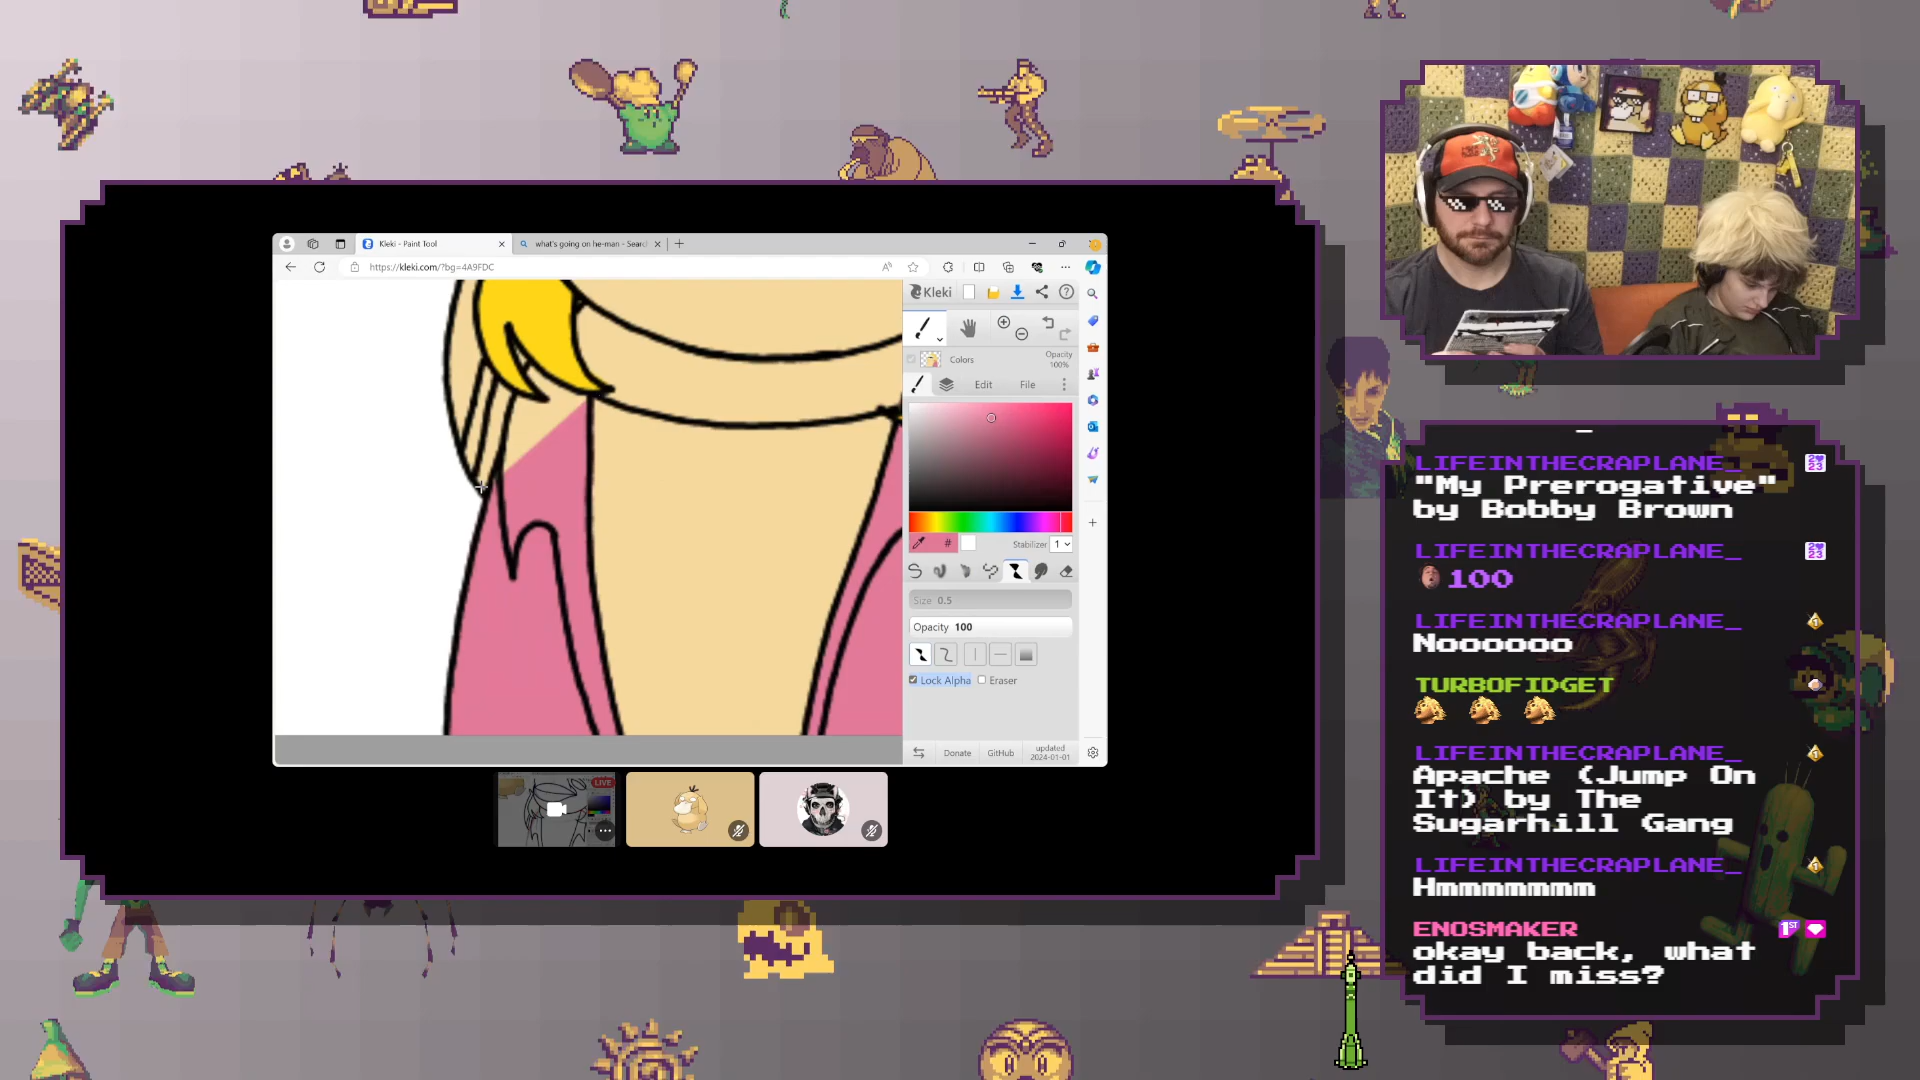 Kleki - Paint Tool
what's going on he-man - Searc
https://kleki.com/?bg=4A9FDC
Kleki
Colors
Opacity
100%
Edit
File
#
Stabilizer
1
Size 0.5
Opacity 100
Lock Alpha
Eraser
Donate
GitHub
updated
2024-01-01
LIVE
LIFEINTHECRAPLANE_
"My Prerogative"
by Bobby Brown
LIFEINTHECRAPLANE_
100
LIFEINTHECRAPLANE_
Noooooo
TURBOFIDGET
LIFEINTHECRAPLANE_
Apache (Jump On
It) by The
Sugarhill Gang
LIFEINTHECRAPLANE_
Hmmmmmmm
ENOSMAKER
1ST
okay back, what
did I miss?